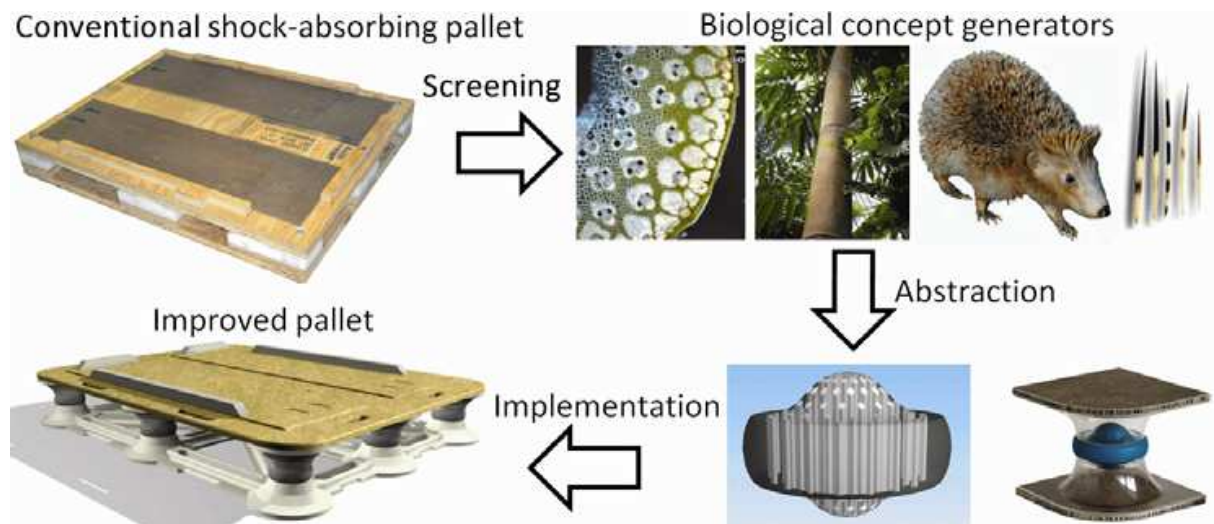 Conventional shock-absorbing pallet
Biological concept generators
Screening
Abstraction
Improved pallet
Implementation